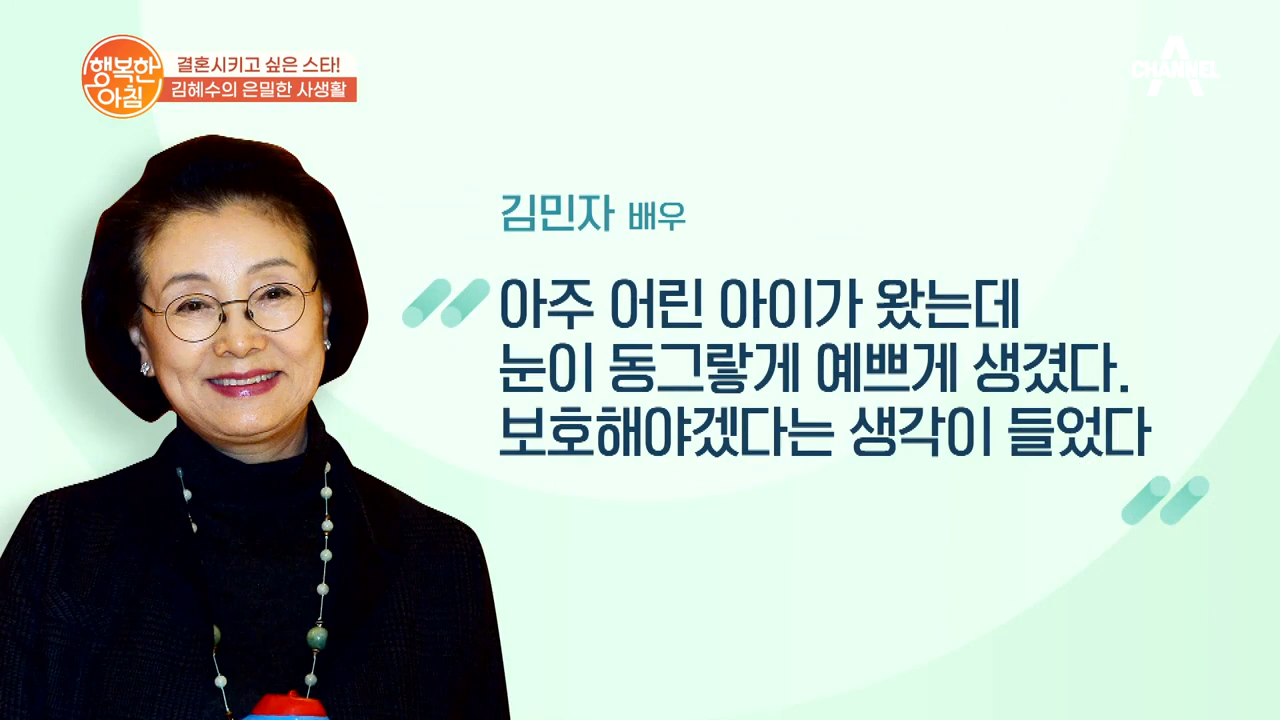 행복한
아침
결혼시키고 싶은 스타!
김혜수의 은밀한 사생활
CHANNEL
김민자 배우
아주 어린 아이가 왔는데
눈이 동그랗게 예쁘게 생겼다.
보호해야겠다는 생각이 들었다